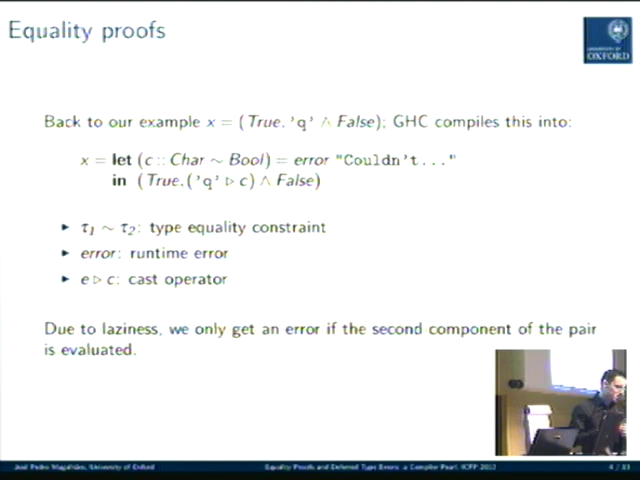 Equality proofs
UNIVERSITY OF
OXFORD
Back to our example x = (True, 'q' ∧ False); GHC compiles this into:
x = let (c :: Char ~ Bool) = error "Couldn't..."
in (True, ('q' ▷ c) ∧ False)
▸ τ1 ~ τ2: type equality constraint
▸ error: runtime error
▸ e ▷ c: cast operator
Due to laziness, we only get an error if the second component of the pair
is evaluated.
José Pedro Magalhães, University of Oxford
Equality Proofs and Deferred Type Errors: a Compiler Pearl, ICFP 2012